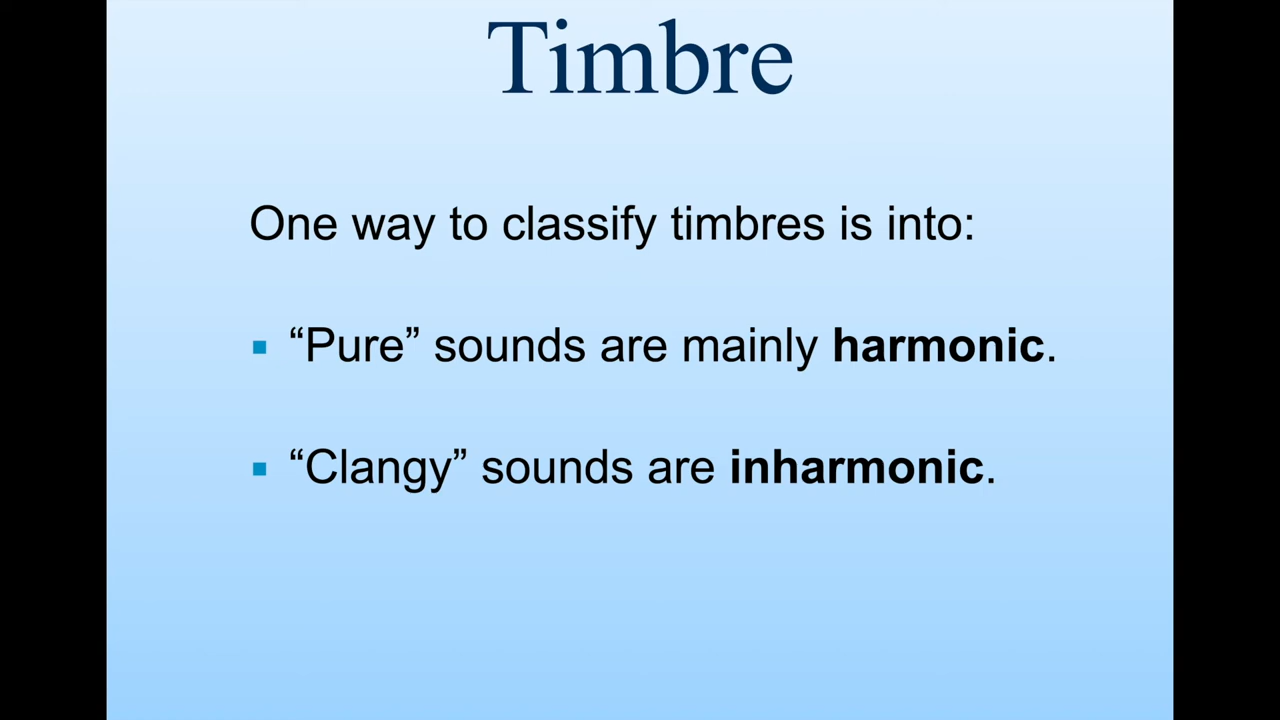 Timbre
One way to classify timbres is into:
▪ “Pure” sounds are mainly harmonic.
▪ “Clangy” sounds are inharmonic.